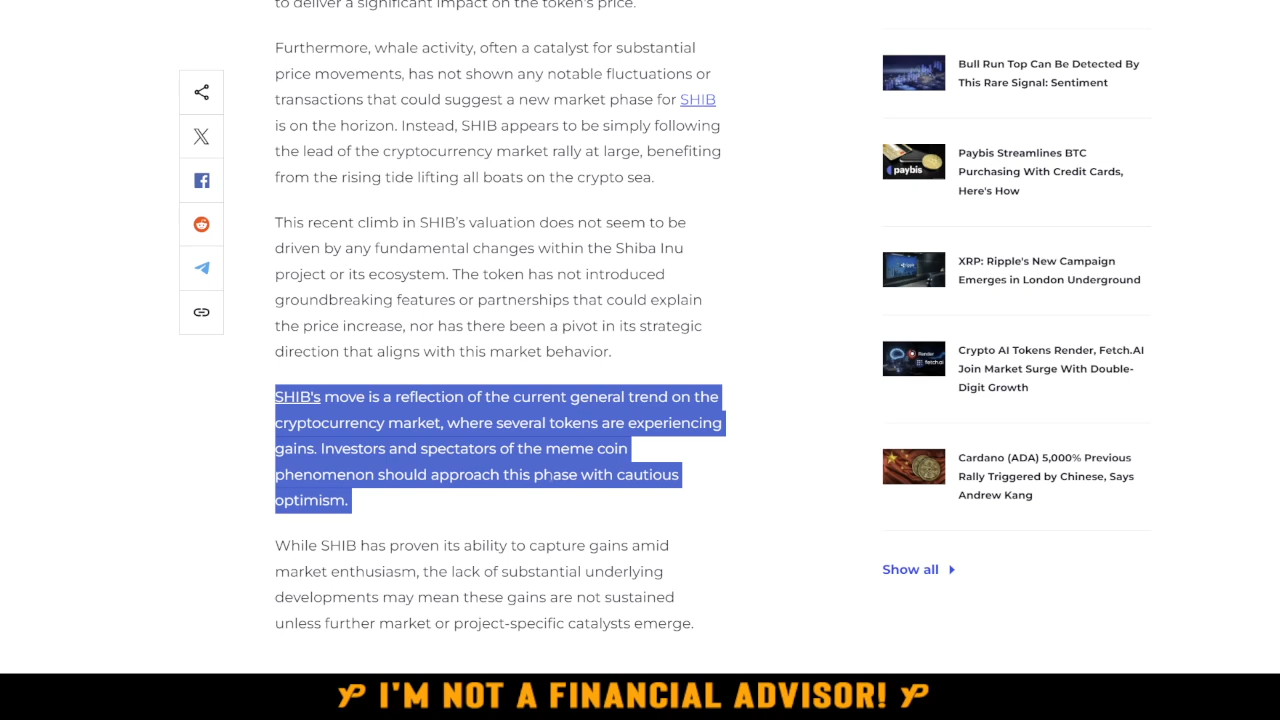 to deliver a significant impact on the token's price.
Furthermore, whale activity, often a catalyst for substantial
price movements, has not shown any notable fluctuations or
transactions that could suggest a new market phase for SHIB
is on the horizon. Instead, SHIB appears to be simply following
the lead of the cryptocurrency market rally at large, benefiting
from the rising tide lifting all boats on the crypto sea.
This recent climb in SHIB's valuation does not seem to be
driven by any fundamental changes within the Shiba Inu
project or its ecosystem. The token has not introduced
groundbreaking features or partnerships that could explain
the price increase, nor has there been a pivot in its strategic
direction that aligns with this market behavior.
SHIB's move is a reflection of the current general trend on the
cryptocurrency market, where several tokens are experiencing
gains. Investors and spectators of the meme coin
phenomenon should approach this phase with cautious
optimism.
While SHIB has proven its ability to capture gains amid
market enthusiasm, the lack of substantial underlying
developments may mean these gains are not sustained
unless further market or project-specific catalysts emerge.
Bull Run Top Can Be Detected By
This Rare Signal: Sentiment
paybis
Paybis Streamlines BTC
Purchasing With Credit Cards,
Here's How
XRP: Ripple's New Campaign
Emerges in London Underground
Render
fetch.ai
Crypto AI Tokens Render, Fetch.AI
Join Market Surge With Double-
Digit Growth
Cardano (ADA) 5,000% Previous
Rally Triggered by Chinese, Says
Andrew Kang
Show all
I'M NOT A FINANCIAL ADVISOR!